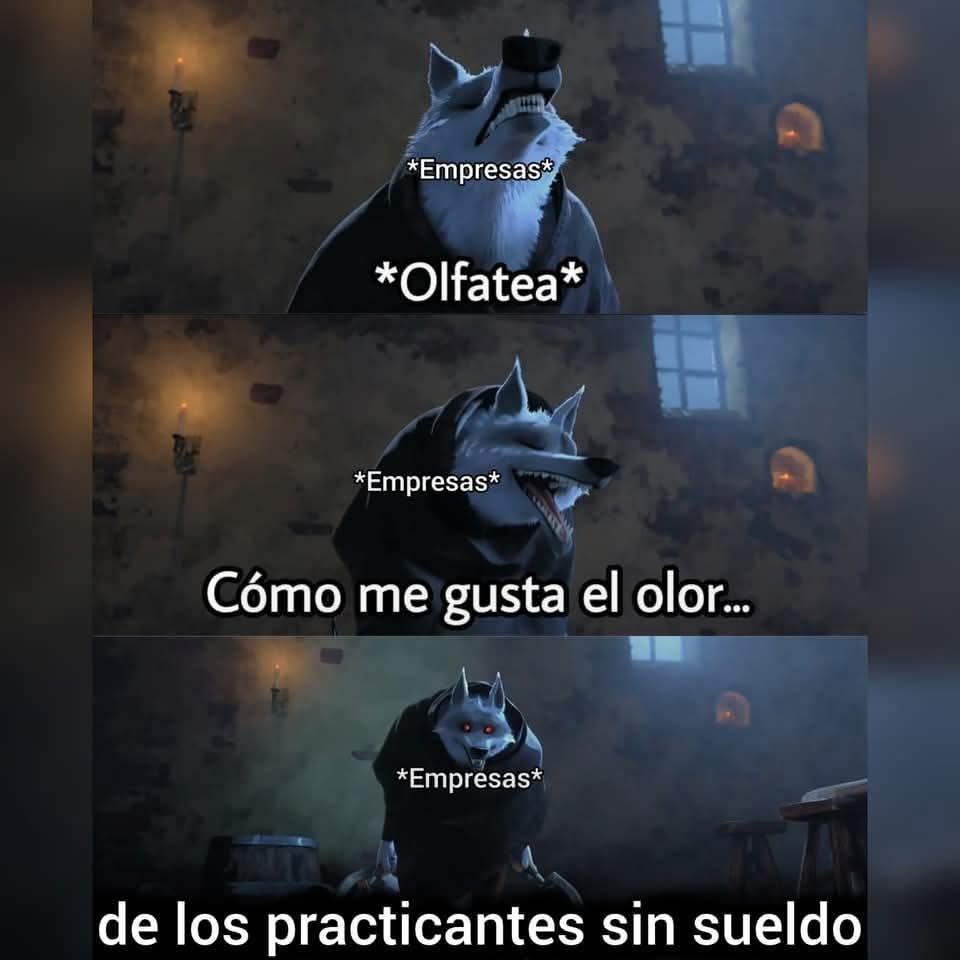 *Empresas*
*Olfatea*
*Empresas*
Cómo me gusta el olor...
*Empresas*
de los practicantes sin sueldo